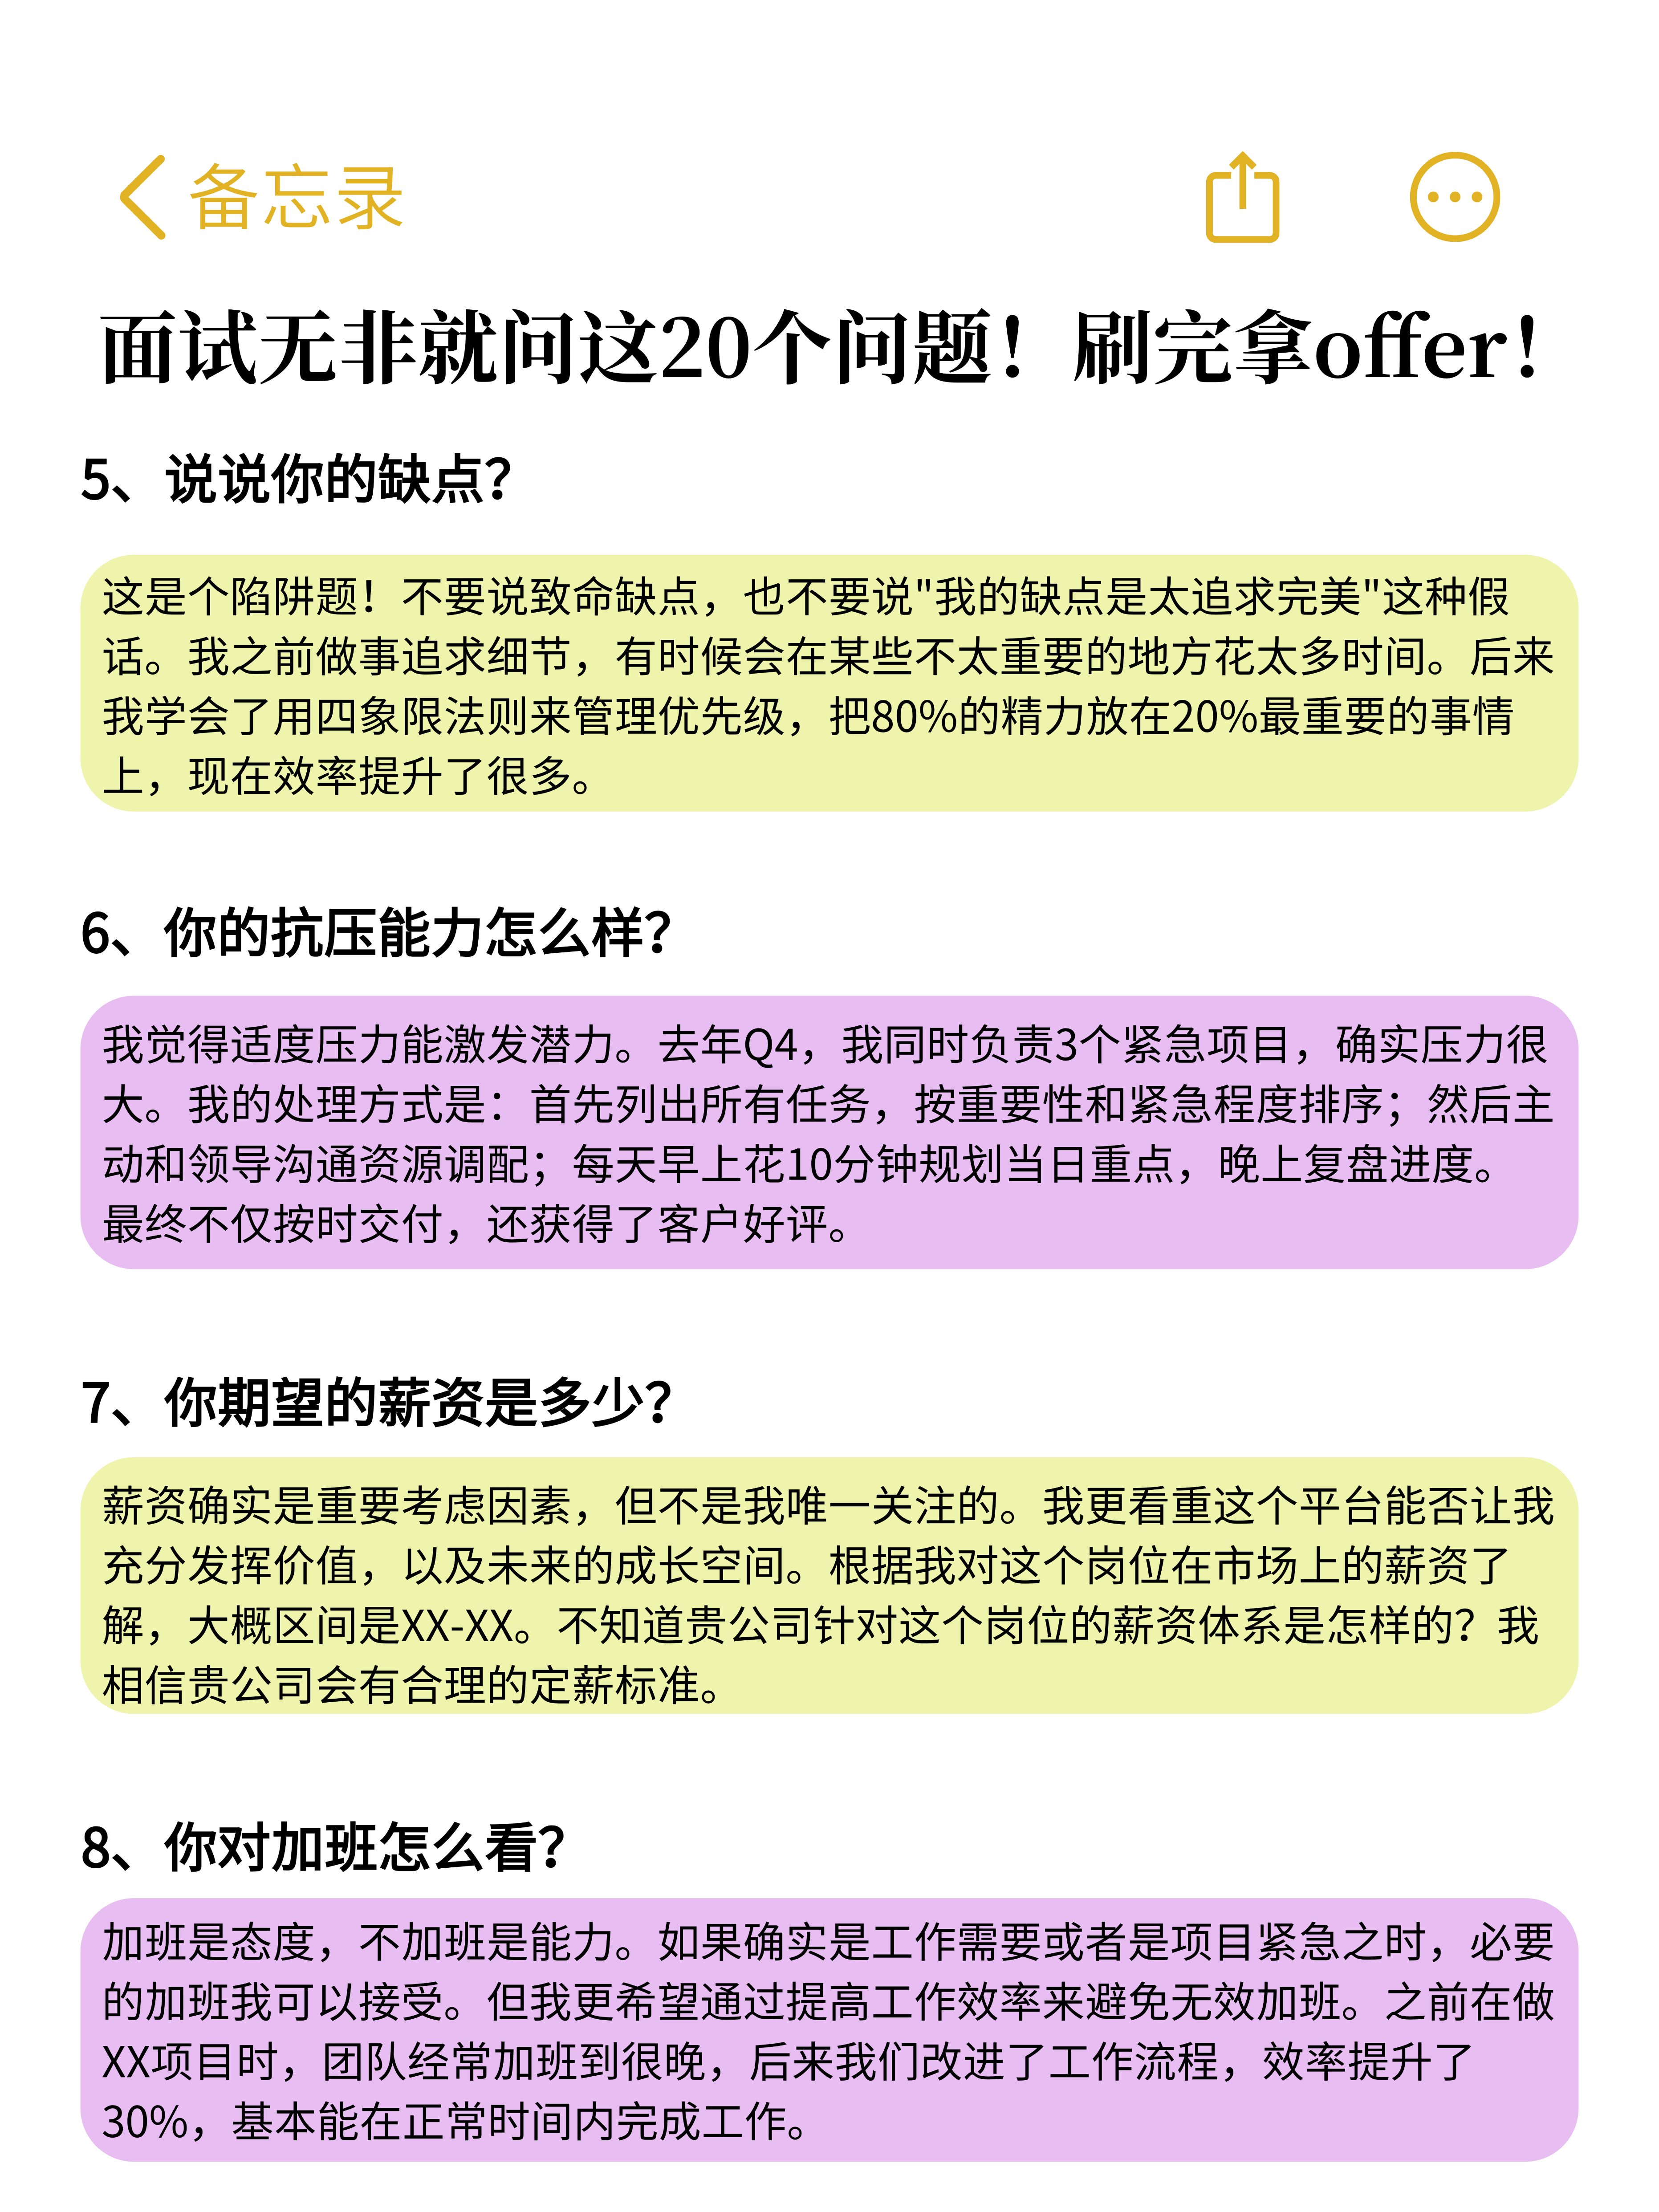 备忘录
面试无非就问这20个问题！刷完拿offer！
5、说说你的缺点？
这是个陷阱题！不要说致命缺点，也不要说"我的缺点是太追求完美"这种假
话。我之前做事追求细节，有时候会在某些不太重要的地方花太多时间。后来
我学会了用四象限法则来管理优先级，把80%的精力放在20%最重要的事情
上，现在效率提升了很多。
6、你的抗压能力怎么样？
我觉得适度压力能激发潜力。去年Q4，我同时负责3个紧急项目，确实压力很
大。我的处理方式是：首先列出所有任务，按重要性和紧急程度排序；然后主
动和领导沟通资源调配；每天早上花10分钟规划当日重点，晚上复盘进度。
最终不仅按时交付，还获得了客户好评。
7、你期望的薪资是多少？
薪资确实是重要考虑因素，但不是我唯一关注的。我更看重这个平台能否让我
充分发挥价值，以及未来的成长空间。根据我对这个岗位在市场上的薪资了
解，大概区间是XX-XX。不知道贵公司针对这个岗位的薪资体系是怎样的？我
相信贵公司会有合理的定薪标准。
8、你对加班怎么看？
加班是态度，不加班是能力。如果确实是工作需要或者是项目紧急之时，必要
的加班我可以接受。但我更希望通过提高工作效率来避免无效加班。之前在做
XX项目时，团队经常加班到很晚，后来我们改进了工作流程，效率提升了
30%，基本能在正常时间内完成工作。